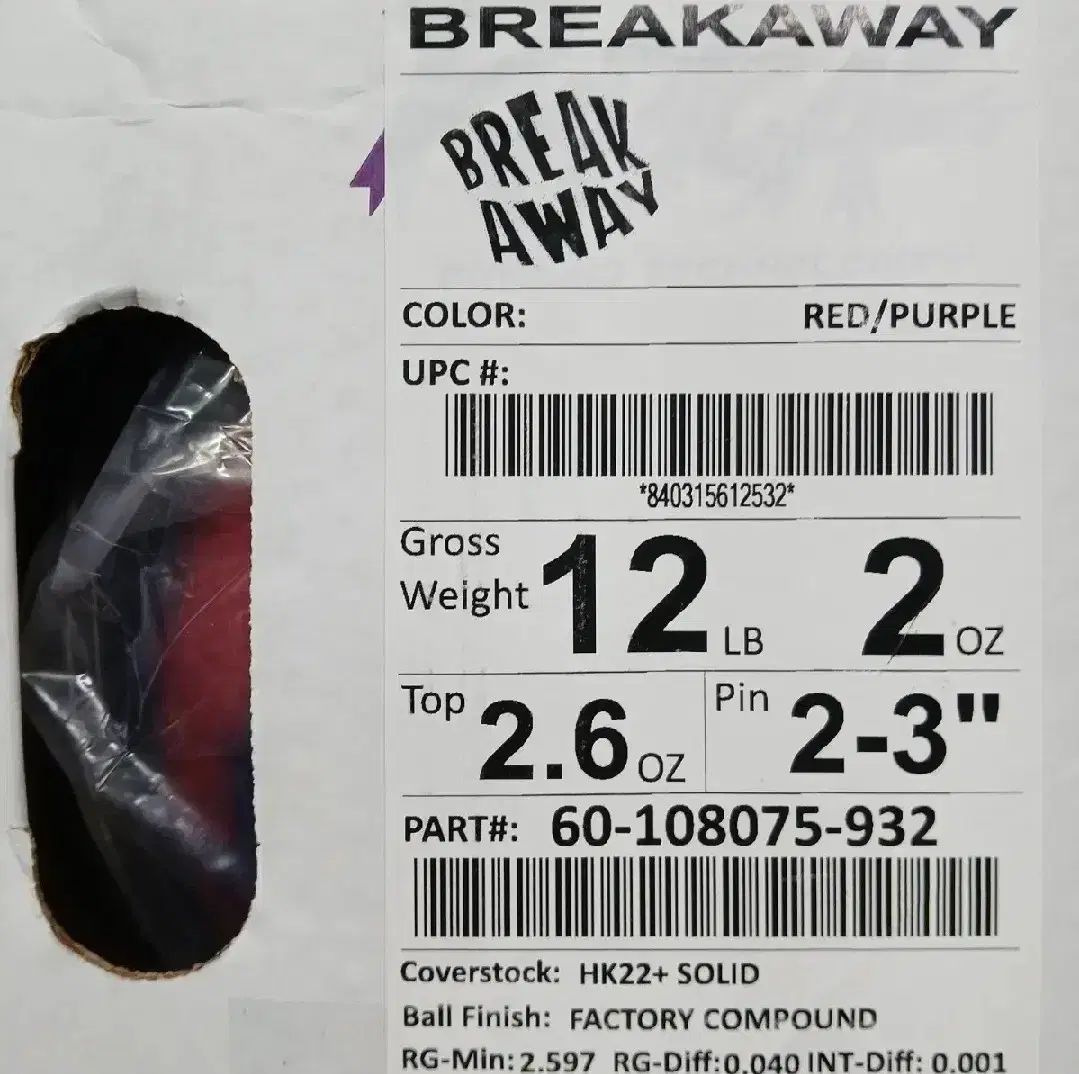 BREAKAWAY
BREAK
AWAY
COLOR: RED/PURPLE
UPC #:
*840315612532*
Gross Weight 12 LB 2 OZ
Top 2.6 OZ Pin 2-3"
PART#: 60-108075-932
Coverstock: HK22+ SOLID
Ball Finish: FACTORY COMPOUND
RG-Min: 2.597 RG-Diff: 0.040 INT-Diff: 0.001